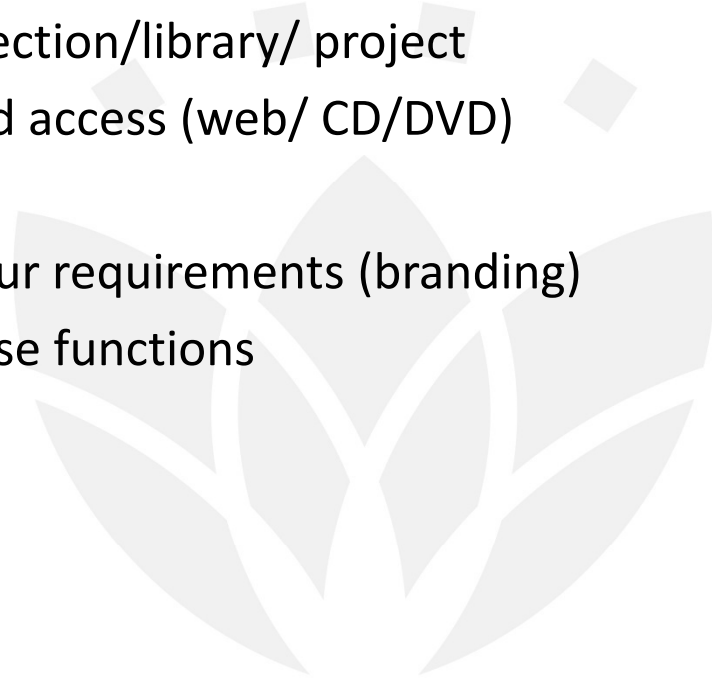 ection/library/ project
d access (web/ CD/DVD)
ur requirements (branding)
se functions